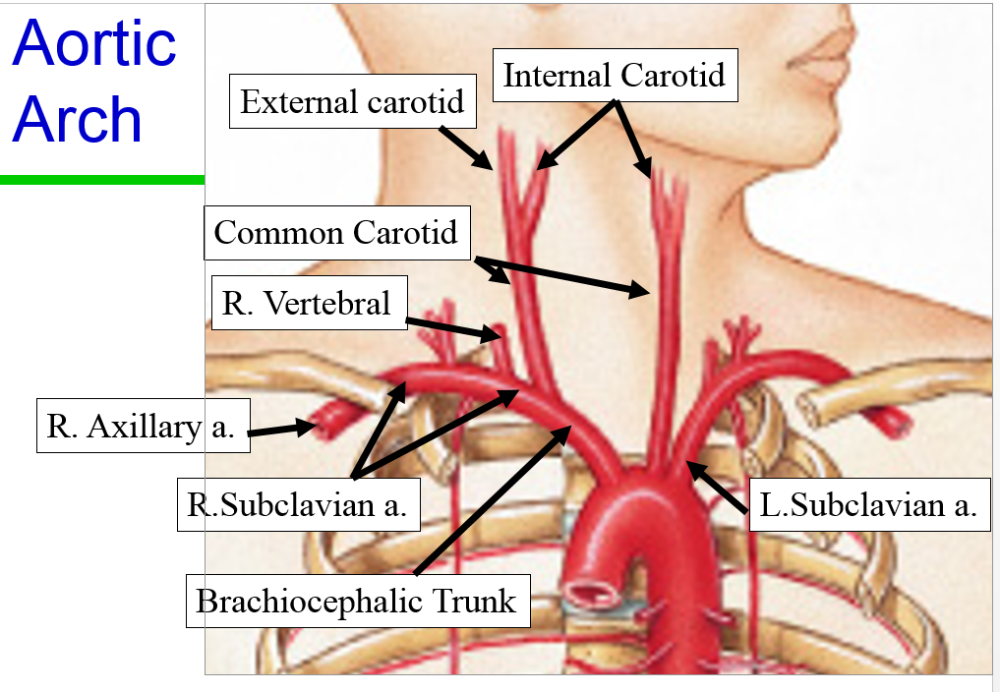 Aortic
Arch
Internal Carotid
External carotid
Common Carotid
R. Vertebral
R. Axillary a.
R.Subclavian a.
L.Subclavian a.
Brachiocephalic Trunk